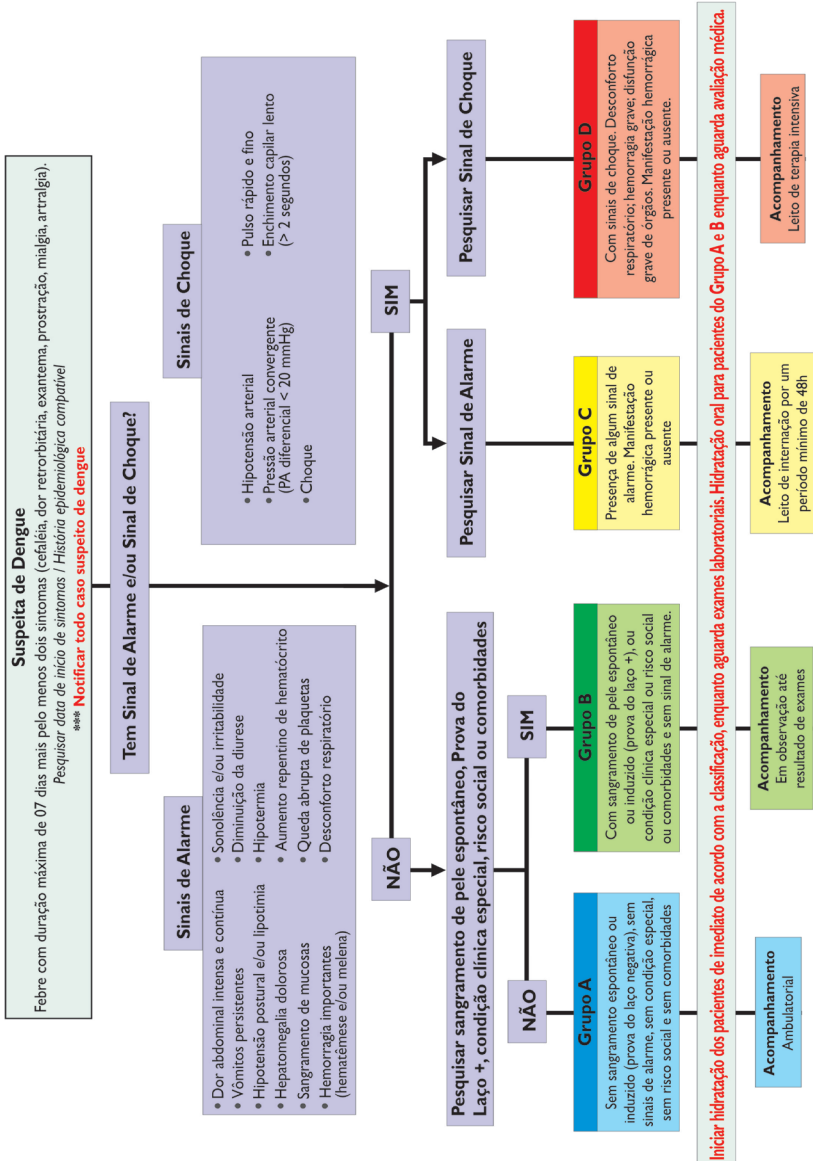 Suspeita de Dengue
Febre com duração máxima de 07 dias mais pelo menos dois sintomas (cefaléia, dor retrorbitária, exantema, prostração, mialgia, artralgia).
Pesquisar data de início de sintomas / História epidemiológica compatível
*** Notificar todo caso suspeito de dengue
Tem Sinal de Alarme e/ou Sinal de Choque?
Sinais de Alarme
• Dor abdominal intensa e contínua
• Vômitos persistentes
• Hipotensão postural e/ou lipotimia
• Hepatomegalia dolorosa
• Sangramento de mucosas
• Hemorragia importantes
(hematêmese e/ou melena)
• Sonolência e/ou irritabilidade
• Diminuição da diurese
• Hipotermia
• Aumento repentino de hematócrito
• Queda abrupta de plaquetas
• Desconforto respiratório
Sinais de Choque
• Hipotensão arterial
• Pressão arterial convergente
(PA diferencial < 20 mmHg)
• Choque
• Pulso rápido e fino
• Enchimento capilar lento
(> 2 segundos)
NÃO
SIM
Pesquisar sangramento de pele espontâneo, Prova do
Laço +, condição clínica especial, risco social ou comorbidades
Pesquisar Sinal de Alarme
Pesquisar Sinal de Choque
NÃO
SIM
Grupo A
Sem sangramento espontâneo ou
induzido (prova do laço negativa), sem
sinais de alarme, sem condição especial,
sem risco social e sem comorbidades
Grupo B
Com sangramento de pele espontâneo
ou induzido (prova do laço +), ou
condição clínica especial ou risco social
ou comorbidades e sem sinal de alarme.
Grupo C
Presença de algum sinal de
alarme. Manifestação
hemorrágica presente ou
ausente
Grupo D
Com sinais de choque. Desconforto
respiratório; hemorragia grave; disfunção
grave de órgãos. Manifestação hemorrágica
presente ou ausente.
Iniciar hidratação dos pacientes de imediato de acordo com a classificação, enquanto aguarda exames laboratoriais. Hidratação oral para pacientes do Grupo A e B enquanto aguarda avaliação médica.
Acompanhamento
Ambulatorial
Acompanhamento
Em observação até
resultado de exames
Acompanhamento
Leito de internação por um
período mínimo de 48h
Acompanhamento
Leito de terapia intensiva